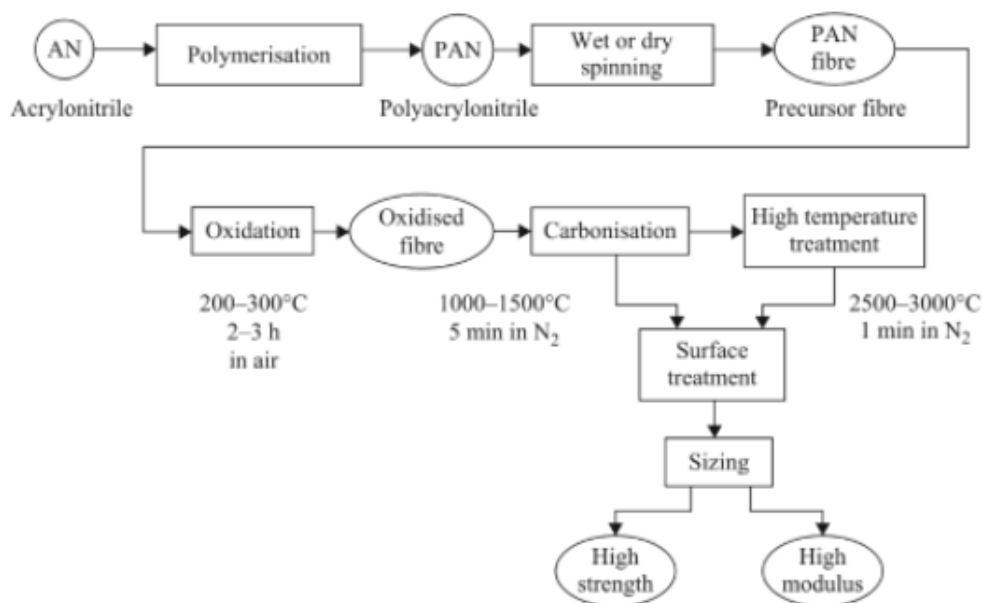 AN
Polymerisation
PAN
Wet or dry
spinning
PAN
fibre
Acrylonitrile
Polyacrylonitrile
Precursor fibre
Oxidation
Oxidised
fibre
Carbonisation
High temperature
treatment
200–300°C
2–3 h
in air
1000–1500°C
5 min in N₂
2500–3000°C
1 min in N₂
Surface
treatment
Sizing
High
strength
High
modulus